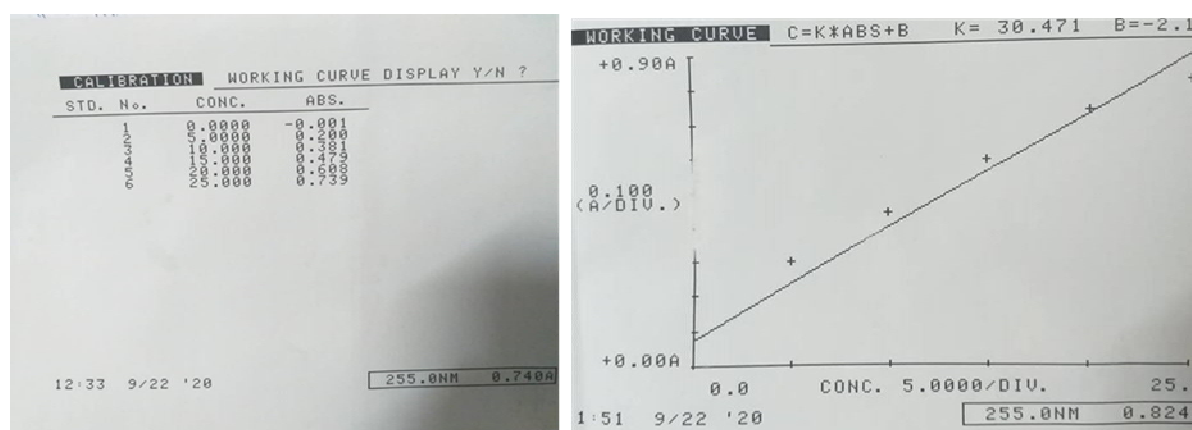 CALIBRATION WORKING CURVE DISPLAY Y/N ?
STD. No. CONC. ABS.
1 0.0000 -0.001
2 5.0000 0.200
3 10.000 0.381
4 15.000 0.479
5 20.000 0.608
6 25.000 0.739
12:33 9/22 '20
255.0NM 0.740A
WORKING CURVE C=K*ABS+B K= 30.471 B=-2.1
+0.90A
0.100
(A/DIV.)
+0.00A
0.0 CONC. 5.0000/DIV. 25.
1:51 9/22 '20
255.0NM 0.824